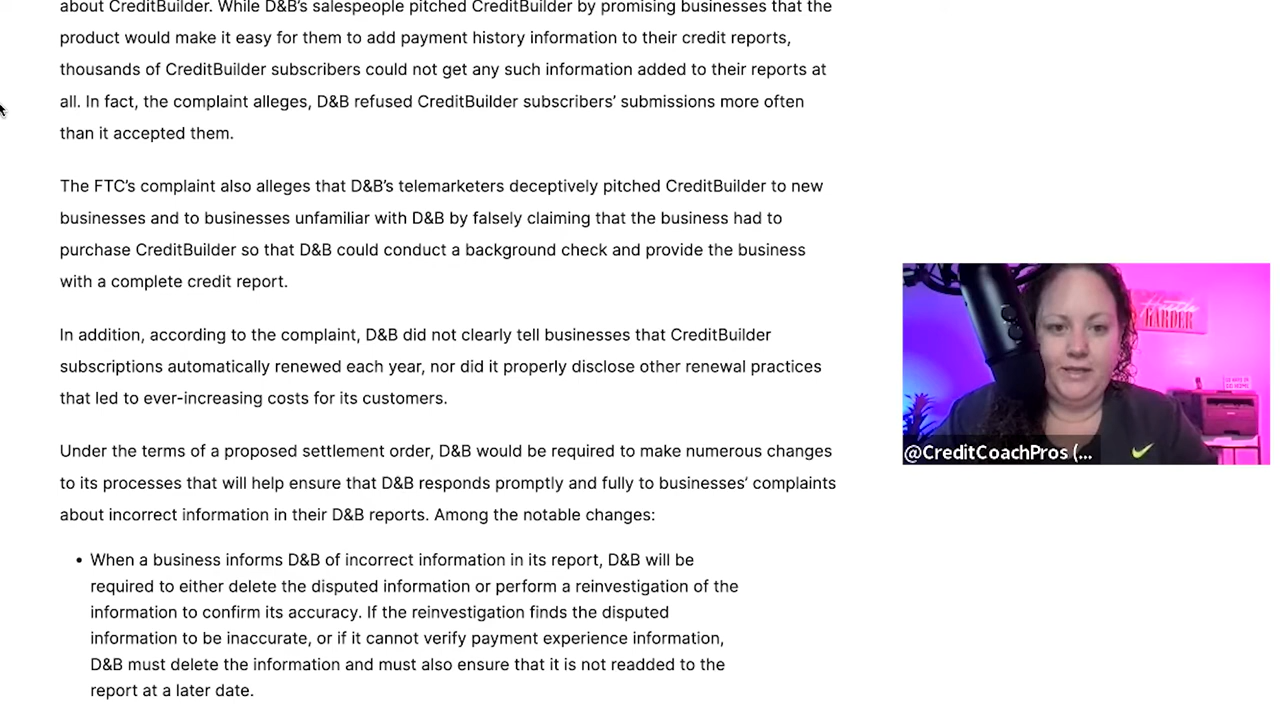 about CreditBuilder. While D&B's salespeople pitched CreditBuilder by promising businesses that the
product would make it easy for them to add payment history information to their credit reports,
thousands of CreditBuilder subscribers could not get any such information added to their reports at
all. In fact, the complaint alleges, D&B refused CreditBuilder subscribers' submissions more often
than it accepted them.
The FTC's complaint also alleges that D&B's telemarketers deceptively pitched CreditBuilder to new
businesses and to businesses unfamiliar with D&B by falsely claiming that the business had to
purchase CreditBuilder so that D&B could conduct a background check and provide the business
with a complete credit report.
In addition, according to the complaint, D&B did not clearly tell businesses that CreditBuilder
subscriptions automatically renewed each year, nor did it properly disclose other renewal practices
that led to ever-increasing costs for its customers.
Under the terms of a proposed settlement order, D&B would be required to make numerous changes
to its processes that will help ensure that D&B responds promptly and fully to businesses' complaints
about incorrect information in their D&B reports. Among the notable changes:
• When a business informs D&B of incorrect information in its report, D&B will be
required to either delete the disputed information or perform a reinvestigation of the
information to confirm its accuracy. If the reinvestigation finds the disputed
information to be inaccurate, or if it cannot verify payment experience information,
D&B must delete the information and must also ensure that it is not readded to the
report at a later date.
Hustle
HARDER
@CreditCoachPros (...